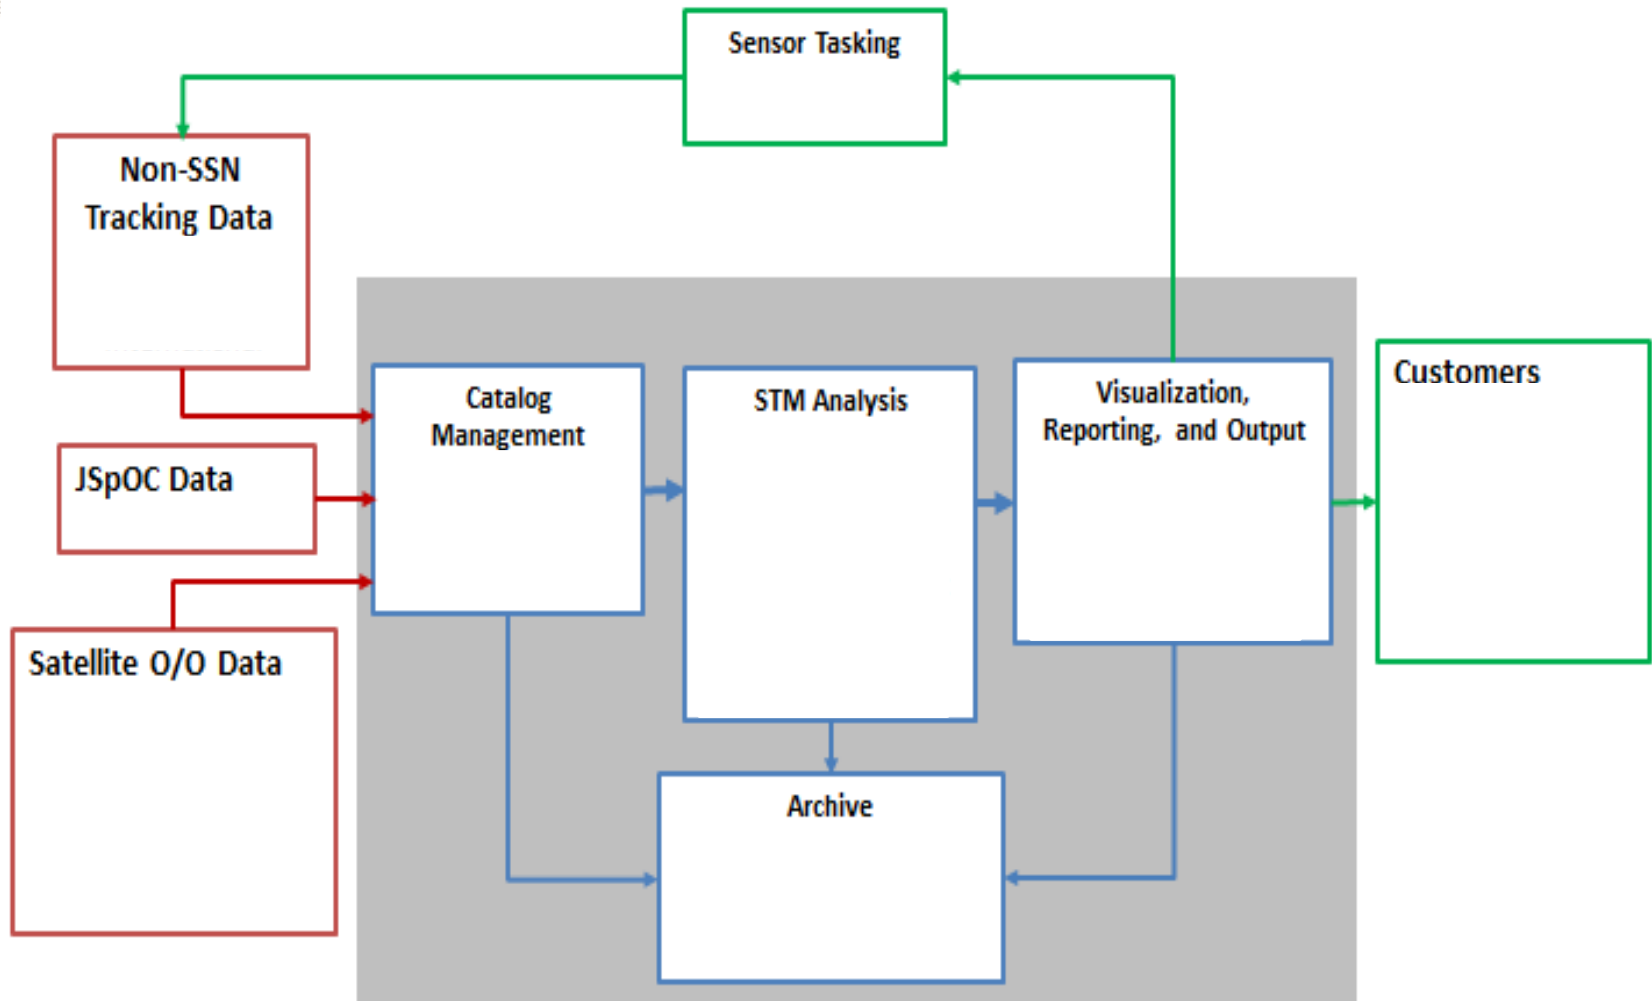 Sensor Tasking
Non-SSN
Tracking Data
Catalog
Management
STM Analysis
Visualization,
Reporting, and Output
Customers
JSpOC Data
Satellite O/O Data
Archive